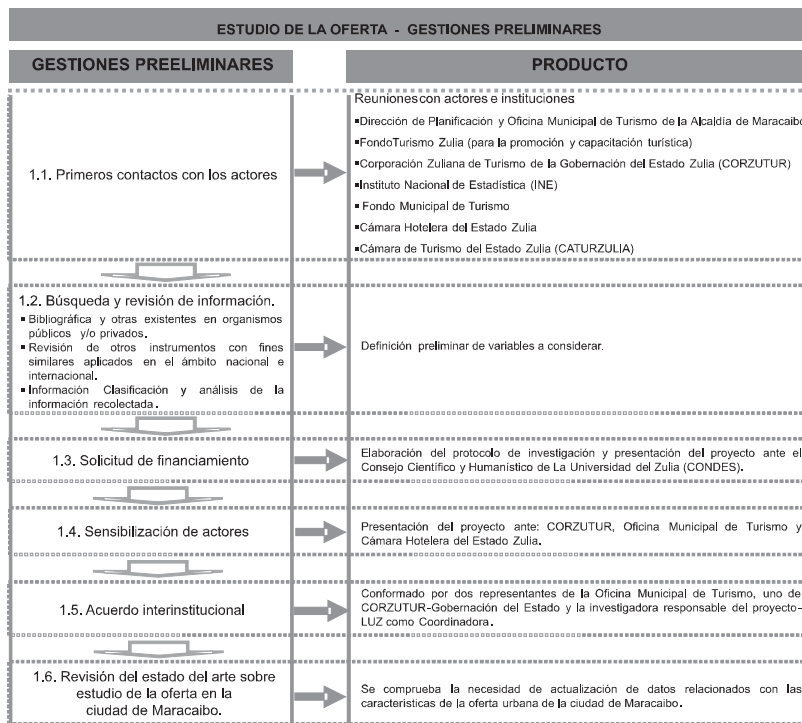 ESTUDIO DE LA OFERTA - GESTIONES PRELIMINARES
GESTIONES PREELIMINARES
PRODUCTO
1.1. Primeros contactos con los actores
Reuniones con actores e instituciones
▪Dirección de Planificación y Oficina Municipal de Turismo de la Alcaldía de Maracaibo
▪FondoTurismo Zulia (para la promoción y capacitación turística)
▪Corporación Zuliana de Turismo de la Gobernación del Estado Zulia (CORZUTUR)
▪Instituto Nacional de Estadística (INE)
▪ Fondo Municipal de Turismo
▪Cámara Hotelera del Estado Zulia
▪Cámara de Turismo del Estado Zulia (CATURZULIA)
1.2. Búsqueda y revisión de información.
▪ Bibliográfica y otras existentes en organismos
públicos y/o privados.
▪ Revisión de otros instrumentos con fines
similares aplicados en el ámbito nacional e
internacional.
▪ Información Clasificación y análisis de la
información recolectada.
Definición preliminar de variables a considerar.
1.3. Solicitud de financiamiento
Elaboración del protocolo de investigación y presentación del proyecto ante el
Consejo Científico y Humanístico de La Universidad del Zulia (CONDES).
1.4. Sensibilización de actores
Presentación del proyecto ante: CORZUTUR, Oficina Municipal de Turismo y
Cámara Hotelera del Estado Zulia.
1.5. Acuerdo interinstitucional
Conformado por dos representantes de la Oficina Municipal de Turismo, uno de
CORZUTUR-Gobernación del Estado y la investigadora responsable del proyecto-
LUZ como Coordinadora.
1.6. Revisión del estado del arte sobre
estudio de la oferta en la
ciudad de Maracaibo.
Se comprueba la necesidad de actualización de datos relacionados con las
características de la oferta urbana de la ciudad de Maracaibo.